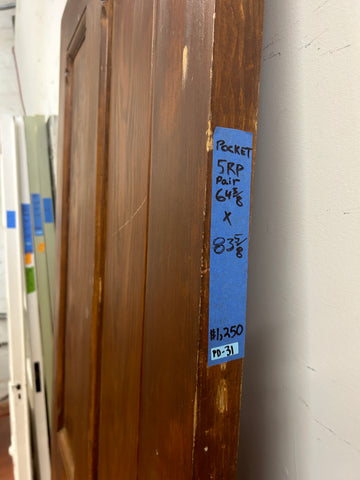 POCKET
5RP
Pair
64 5/8
X
83 5/8
$1,250
PD-31